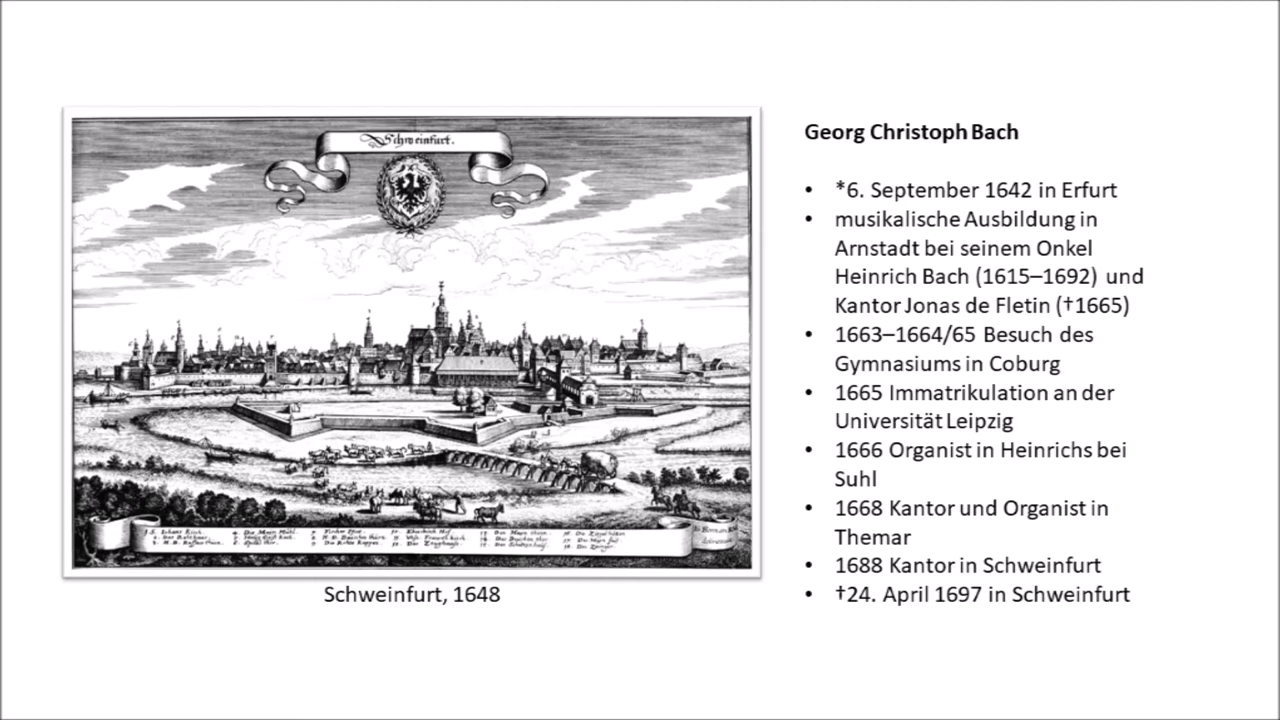 Schweinfurt.
Schweinfurt, 1648
Georg Christoph Bach
• *6. September 1642 in Erfurt
• musikalische Ausbildung in
Arnstadt bei seinem Onkel
Heinrich Bach (1615–1692) und
Kantor Jonas de Fletin (†1665)
• 1663–1664/65 Besuch des
Gymnasiums in Coburg
• 1665 Immatrikulation an der
Universität Leipzig
• 1666 Organist in Heinrichs bei
Suhl
• 1668 Kantor und Organist in
Themar
• 1688 Kantor in Schweinfurt
• †24. April 1697 in Schweinfurt